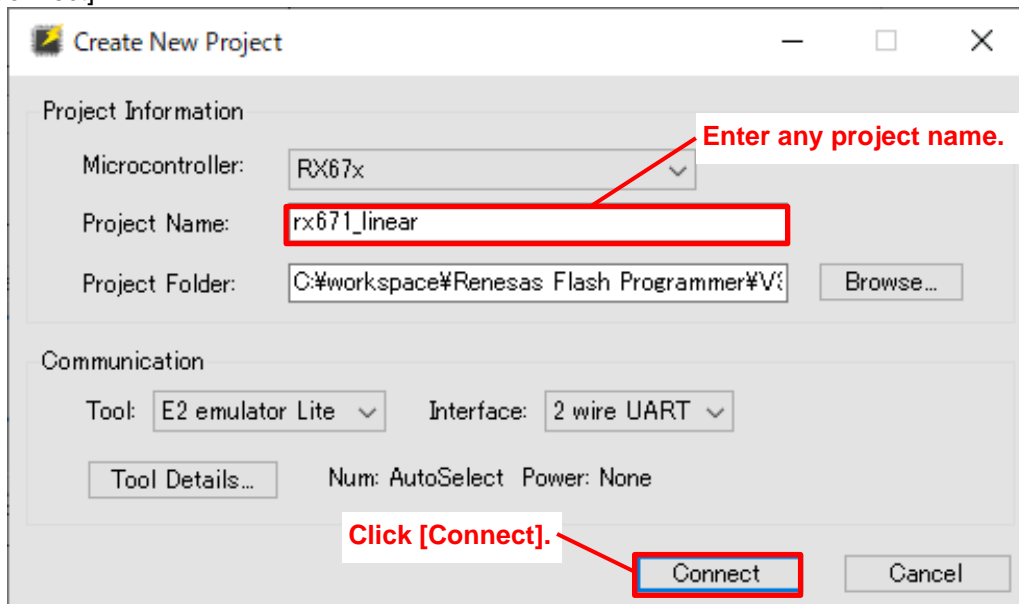 Create New Project
Project Information
Enter any project name.
Microcontroller: RX67x
Project Name: rx671_linear
Project Folder: C:¥workspace¥Renesas Flash Programmer¥V Browse...
Communication
Tool: E2 emulator Lite Interface: 2 wire UART
Tool Details... Num: AutoSelect Power: None
Click [Connect].
Connect Cancel